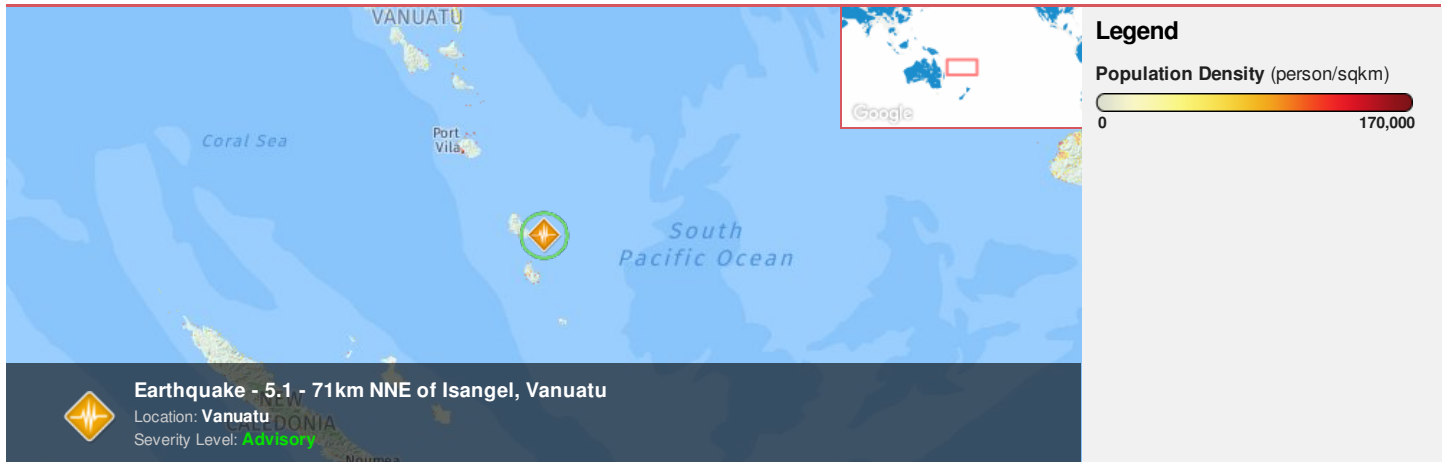 VANUATU
Coral Sea
Port
Vila
South
Pacific Ocean
Google
Legend
Population Density (person/sqkm)
0
170,000
Earthquake - 5.1 - 71km NNE of Isangel, Vanuatu
Location: Vanuatu
Severity Level: Advisory
NEW
CALEDONIA
Noumea